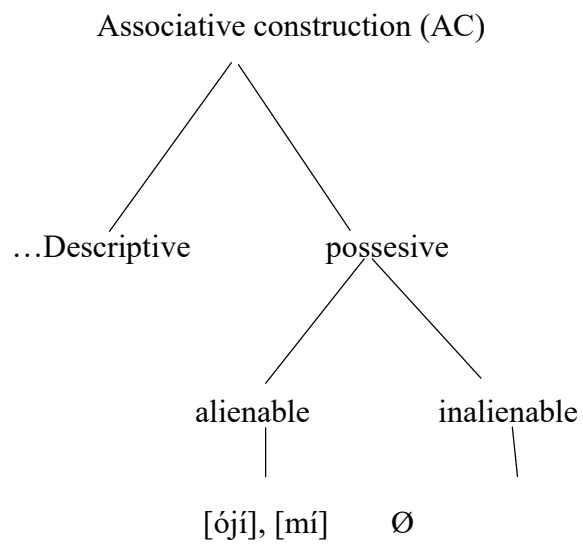 Associative construction (AC)
…Descriptive possesive
alienable inalienable
[ójí], [mí] Ø